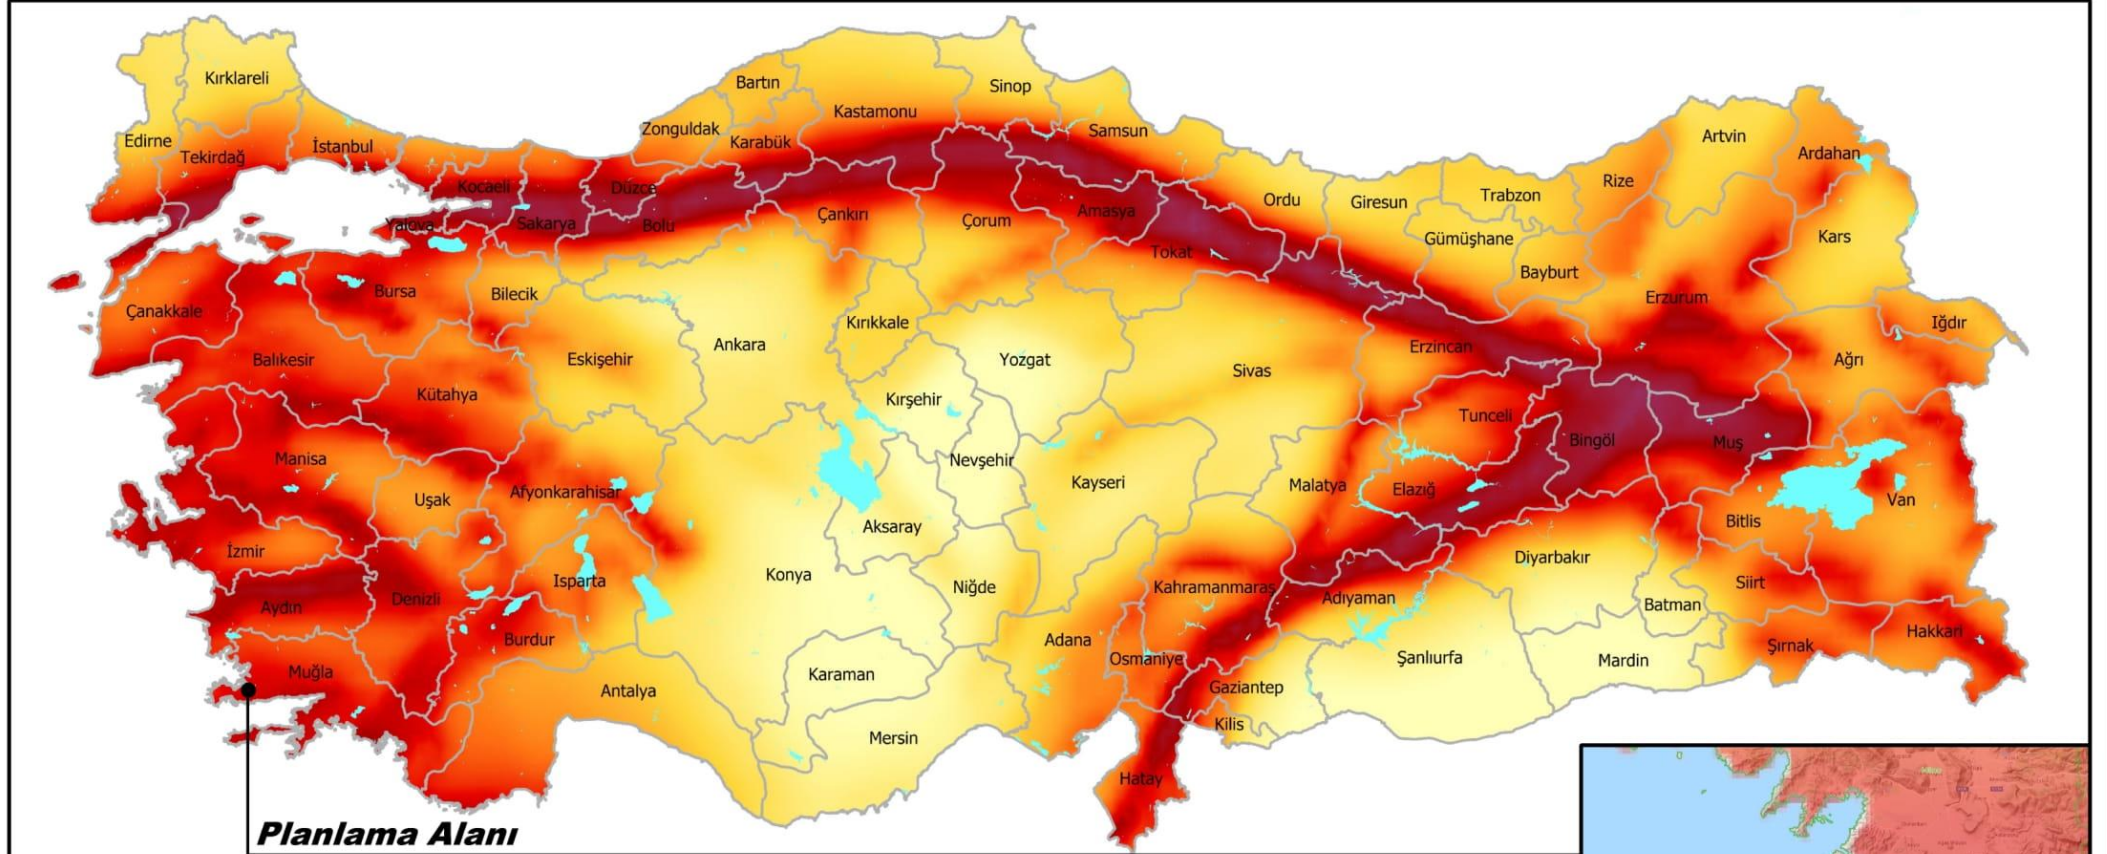 Kırklareli
Edirne
Tekirdağ
İstanbul
Kocaeli
Yalova
Sakarya
Düzce
Bolu
Zonguldak
Bartın
Karabük
Kastamonu
Sinop
Samsun
Çankırı
Çorum
Amasya
Tokat
Ordu
Giresun
Trabzon
Rize
Artvin
Ardahan
Kars
Gümüşhane
Bayburt
Erzurum
Iğdır
Ağrı
Çanakkale
Bursa
Bilecik
Balıkesir
Kütahya
Eskişehir
Ankara
Kırıkkale
Yozgat
Kırşehir
Sivas
Erzincan
Tunceli
Bingöl
Muş
Manisa
Uşak
Afyonkarahisar
Nevşehir
Aksaray
Kayseri
Malatya
Elazığ
Bitlis
Van
İzmir
Aydın
Denizli
Isparta
Burdur
Konya
Niğde
Kahramanmaraş
Adıyaman
Diyarbakır
Batman
Siirt
Şırnak
Hakkari
Muğla
Antalya
Karaman
Mersin
Adana
Osmaniye
Gaziantep
Kilis
Şanlıurfa
Mardin
Hatay
Planlama Alanı